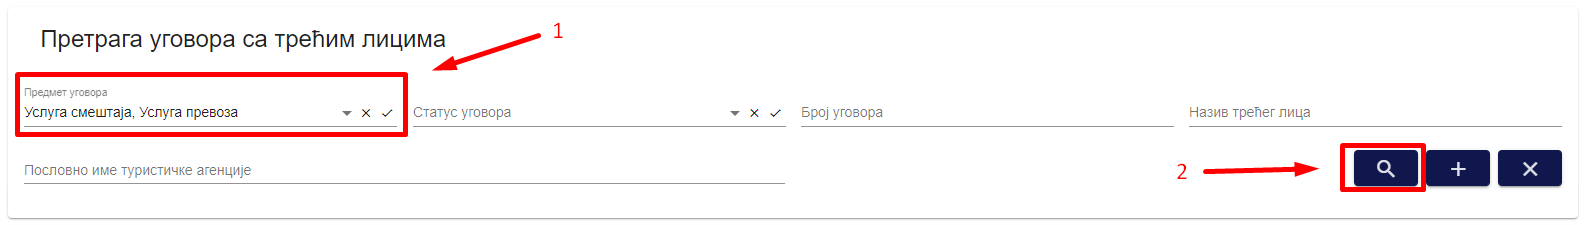 1
Претрага уговора са трећим лицима
Предмет уговора
Услуга смештаја, Услуга превоза
Статус уговора
Број уговора
Назив трећег лица
Пословно име туристичке агенције
2